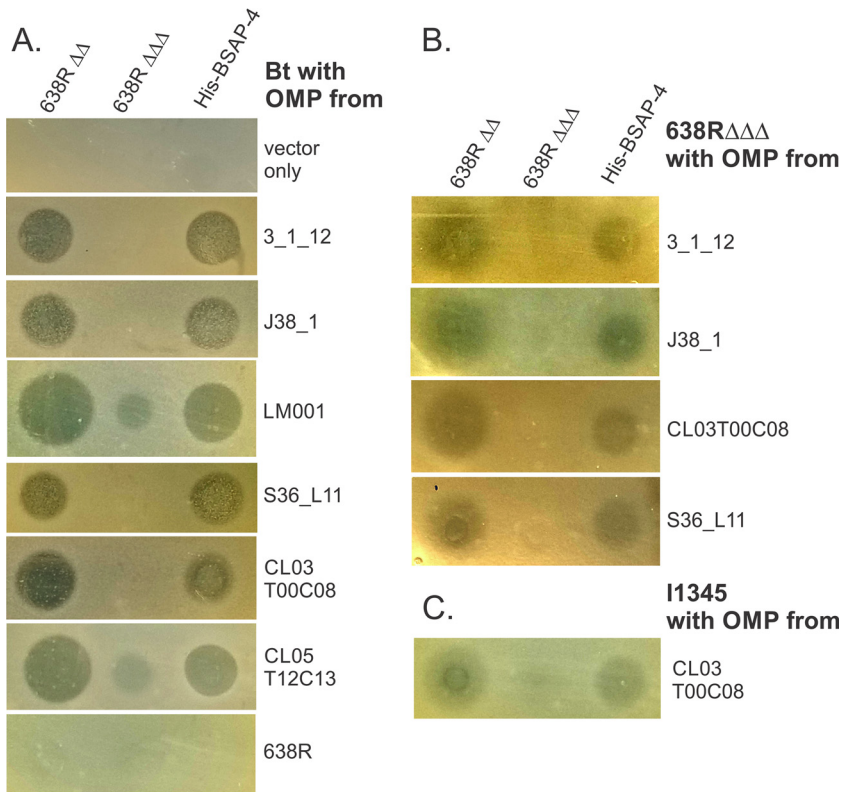 A.
638R ΔΔ
638R ΔΔΔ
His-BSAP-4
Bt with
OMP from
vector
only
3_1_12
J38_1
LM001
S36_L11
CL03
T00C08
CL05
T12C13
638R
B.
638R ΔΔ
638R ΔΔΔ
His-BSAP-4
638RΔΔΔ
with OMP from
3_1_12
J38_1
CL03T00C08
S36_L11
C.
I1345
with OMP from
CL03
T00C08